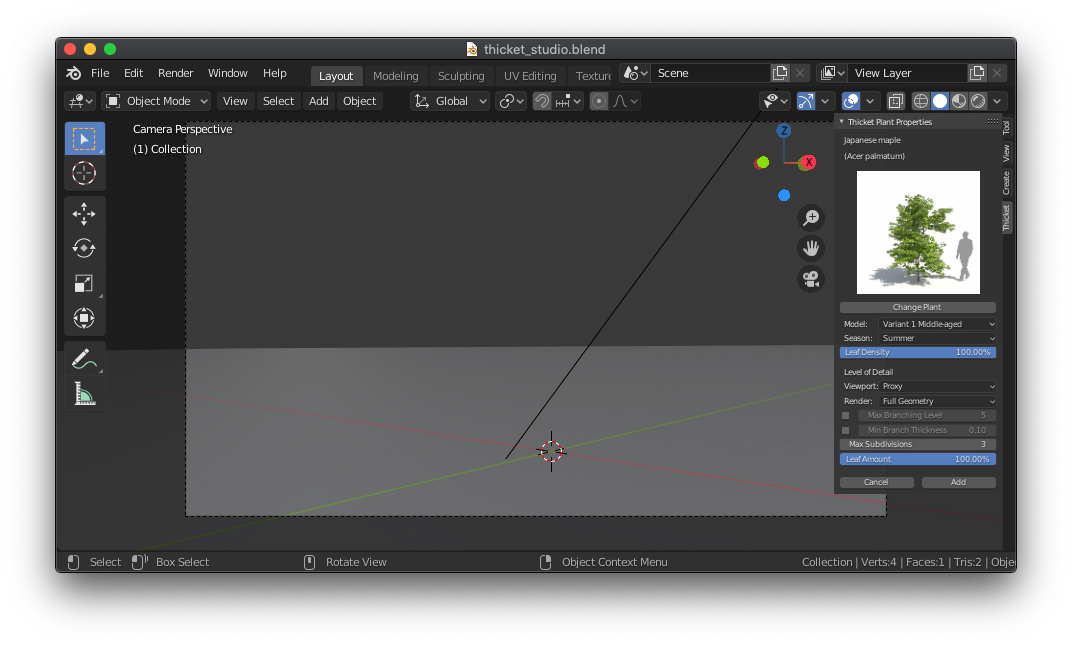 thicket_studio.blend
File Edit Render Window Help Layout Modeling Sculpting UV Editing Texture Scene View Layer
Object Mode View Select Add Object Global
Camera Perspective
(1) Collection
Z
X
Thicket Plant Properties
Japanese maple
(Acer palmatum)
Change Plant
Model: Variant 1 Middle-aged
Season: Summer
Leaf Density 100.00%
Level of Detail
Viewport: Proxy
Render: Full Geometry
Max Branching Level 5
Min Branch Thickness 0.10
Max Subdivisions 3
Leaf Amount 100.00%
Cancel Add
Tool
View
Create
Thicket
Select Box Select Rotate View Object Context Menu Collection | Verts:4 | Faces:1 | Tris:2 | Obje